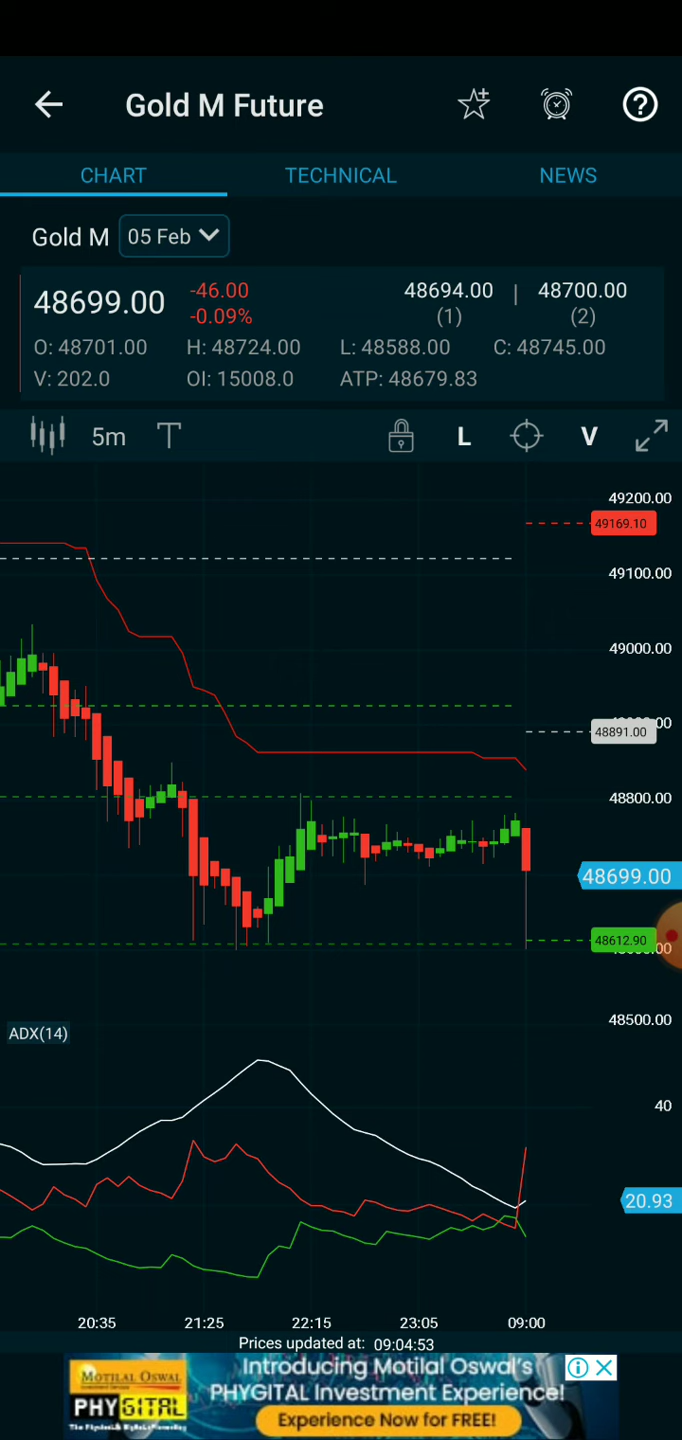 Gold M Future
CHART TECHNICAL NEWS
Gold M 05 Feb
48699.00 -46.00 48694.00 | 48700.00
-0.09% (1) (2)
O: 48701.00 H: 48724.00 L: 48588.00 C: 48745.00
V: 202.0 OI: 15008.0 ATP: 48679.83
5m T L V
49200.00
49169.10
49100.00
49000.00
48891.00
48800.00
48699.00
48612.90
48500.00
ADX(14)
40
20.93
20:35 21:25 22:15 23:05 09:00
Prices updated at: 09:04:53
MOTILAL OSWAL
PHYGITAL
Introducing Motilal Oswal's
PHYGITAL Investment Experience!
Experience Now for FREE!